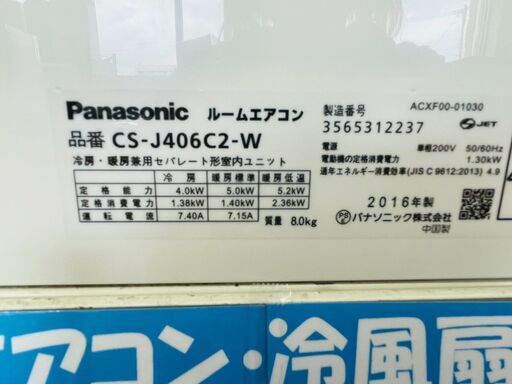 Panasonic ルームエアコン
品番 CS-J406C2-W
冷房・暖房兼用セパレート形室内ユニット
冷房 暖房標準 暖房低温
定格能力 4.0kW 5.0kW 5.2kW
定格消費電力 1.38kW 1.40kW 2.36kW
運転電流 7.40A 7.15A
質量 8.0kg
ACXF00-01030
製造番号
3565312237
JET
電源 単相200V 50/60Hz
電動機の定格消費電力 1.30kW
通年エネルギー消費効率(JIS C 9612:2013) 4.9
2016年製
PS E パナソニック株式会社
中国製
エアコン・冷風扇